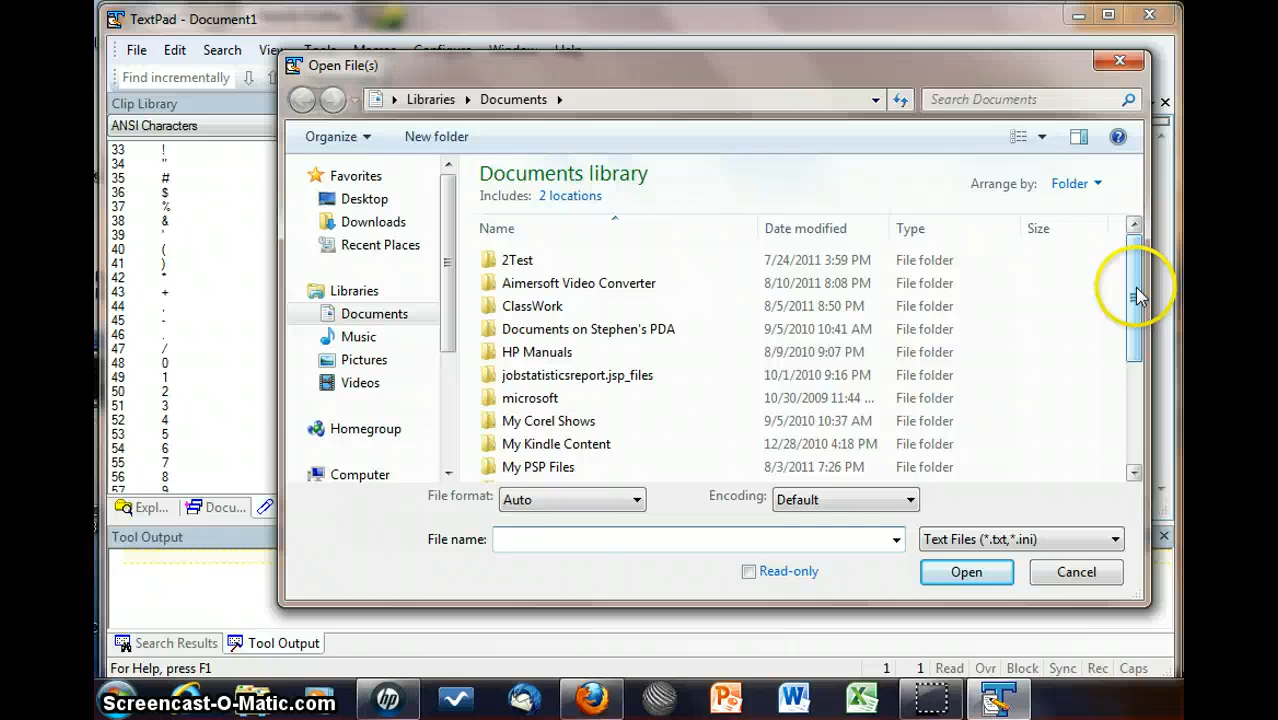 TextPad - Document1
File Edit Search View Tools Macros Configure Window Help
Open File(s)
Find incrementally
Libraries Documents
Search Documents
Clip Library
ANSI Characters
Organize New folder
33 !
34 "
35 #
36 $
37 %
38 &
39 '
40 (
41 )
42 *
43 +
44 ,
45 -
46 .
47 /
48 0
49 1
50 2
51 3
52 4
53 5
54 6
55 7
56 8
57 9
Favorites
Desktop
Downloads
Recent Places
Libraries
Documents
Music
Pictures
Videos
Homegroup
Computer
Documents library
Includes: 2 locations
Arrange by: Folder
Name Date modified Type Size
2Test 7/24/2011 3:59 PM File folder
Aimersoft Video Converter 8/10/2011 8:08 PM File folder
ClassWork 8/5/2011 8:50 PM File folder
Documents on Stephen's PDA 9/5/2010 10:41 AM File folder
HP Manuals 8/9/2010 9:07 PM File folder
jobstatisticsreport.jsp_files 10/1/2010 9:16 PM File folder
microsoft 10/30/2009 11:44 ... File folder
My Corel Shows 9/5/2010 10:37 AM File folder
My Kindle Content 12/28/2010 4:18 PM File folder
My PSP Files 8/3/2011 7:26 PM File folder
File format: Auto Encoding: Default
File name: Text Files (*.txt,*.ini)
Read-only Open Cancel
Expl... Docu...
Tool Output
Search Results Tool Output
For Help, press F1 1 1 Read Ovr Block Sync Rec Caps
Screencast-O-Matic.com